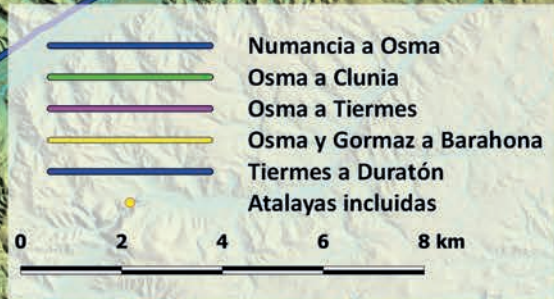 Numancia a Osma
Osma a Clunia
Osma a Tiermes
Osma y Gormaz a Barahona
Tiermes a Duratón
Atalayas incluidas
0 2 4 6 8 km